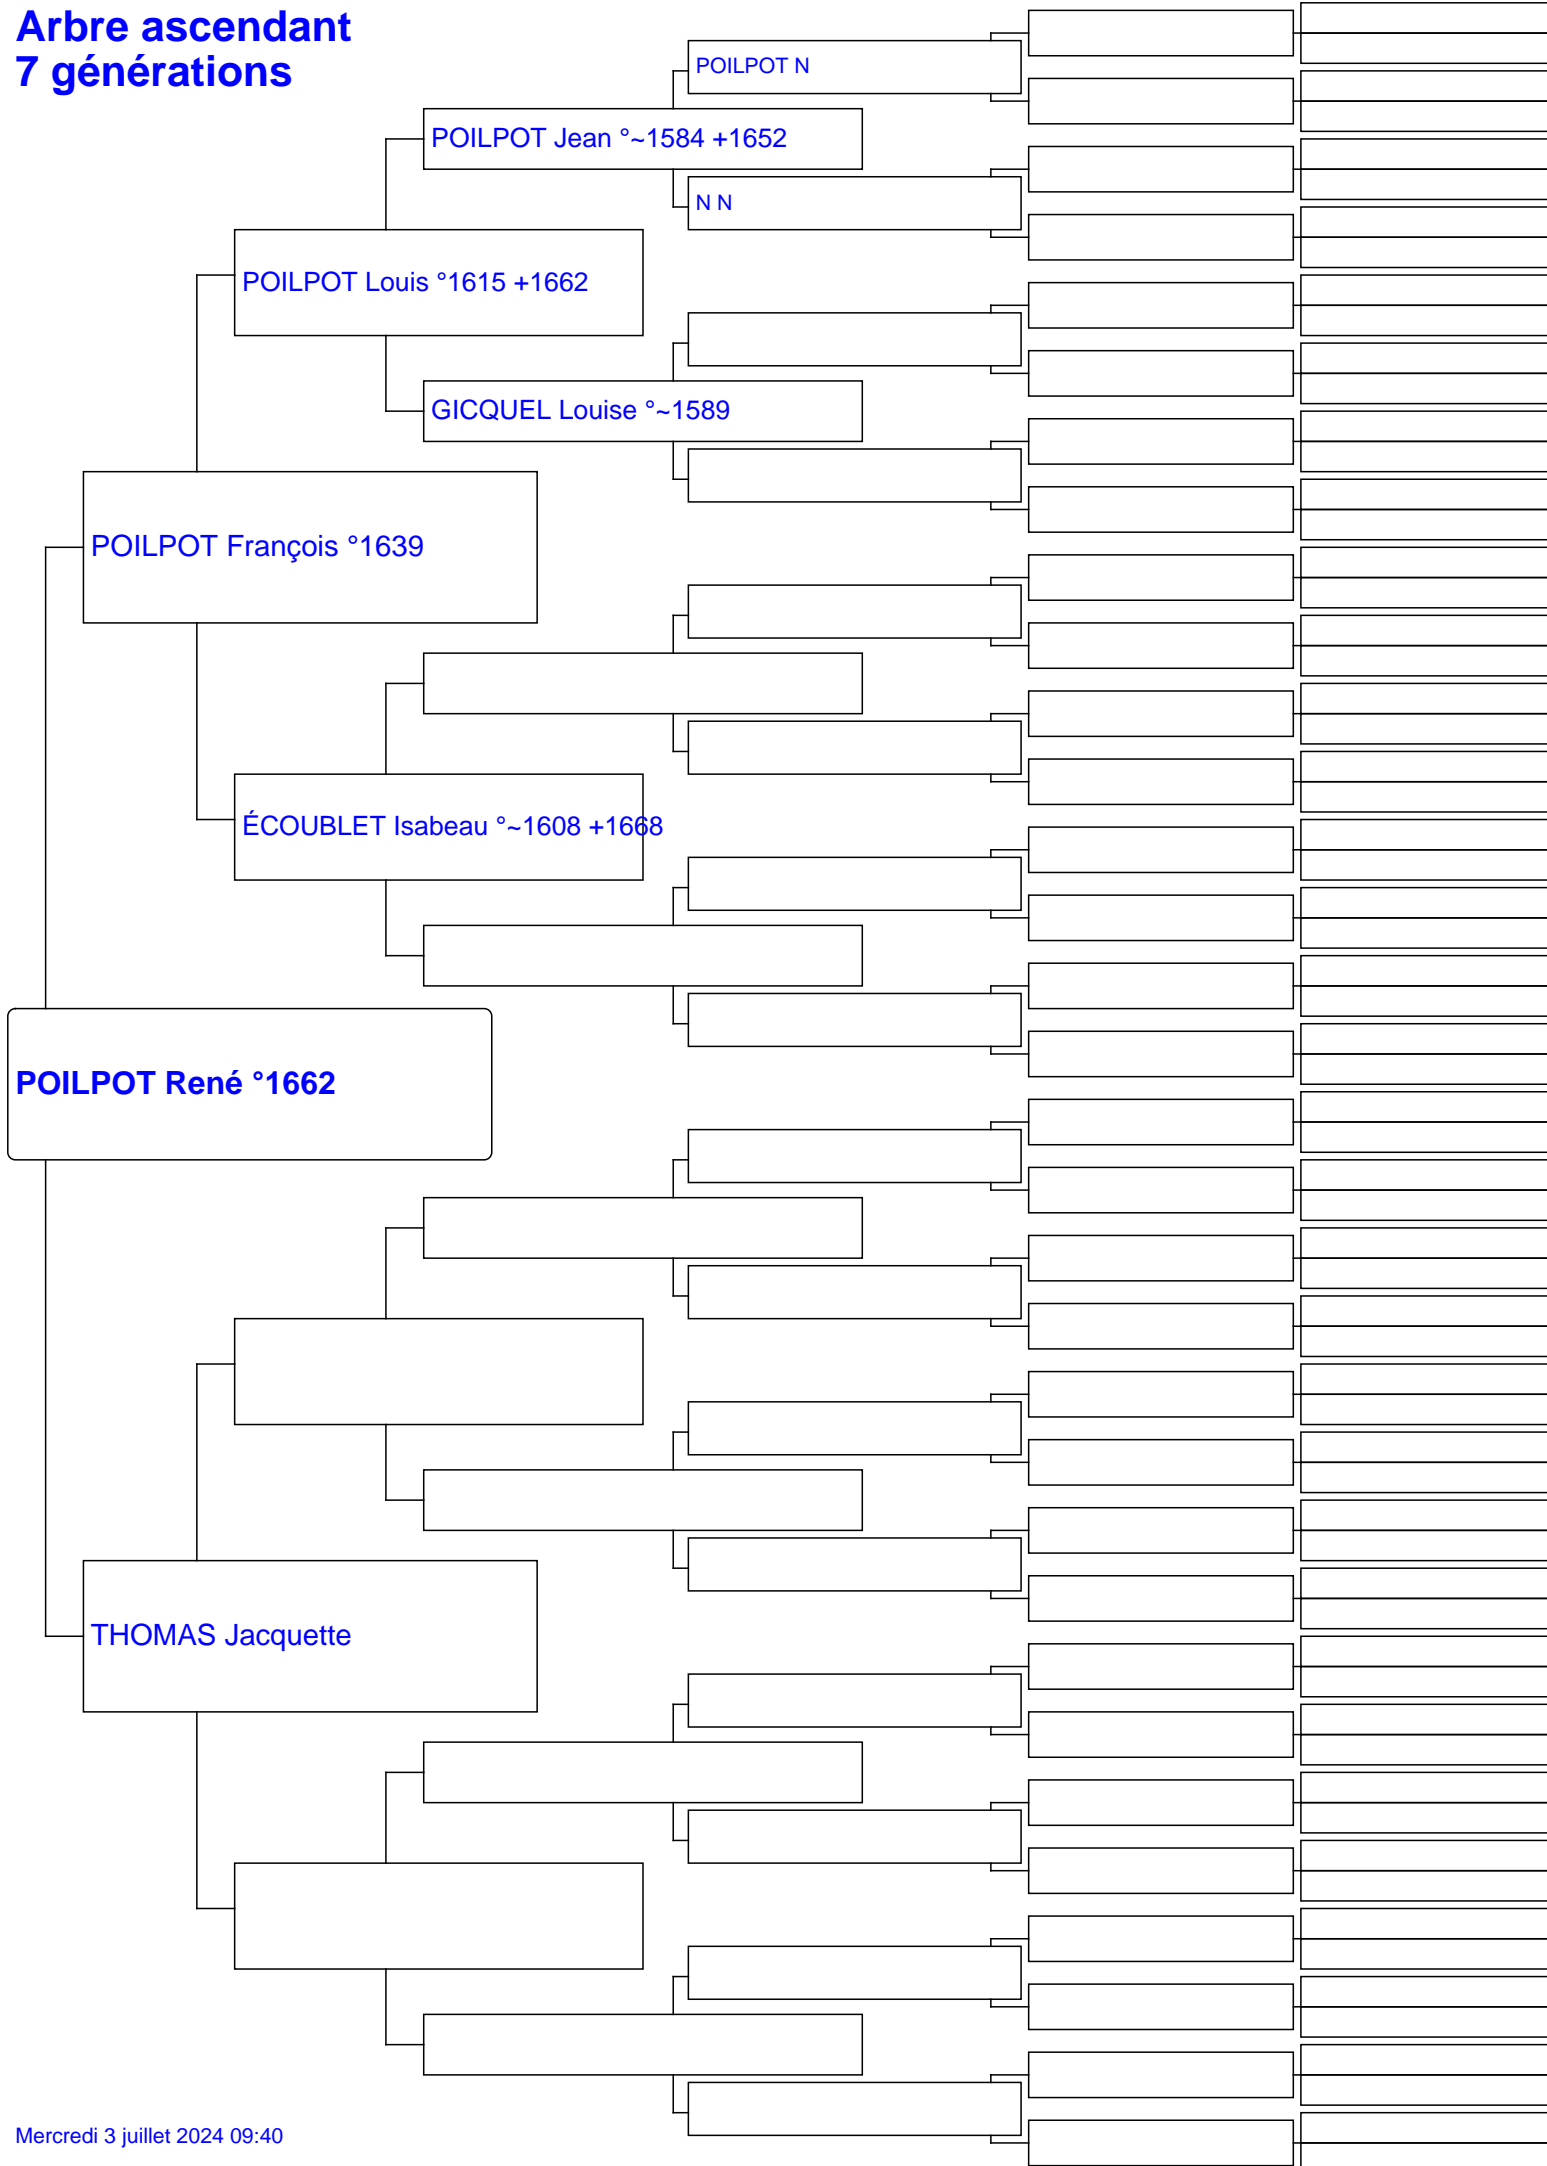 Arbre ascendant
7 générations
POILPOT N
POILPOT Jean °~1584 +1652
N N
POILPOT Louis °1615 +1662
GICQUEL Louise °~1589
POILPOT François °1639
ÉCOUBLET Isabeau °~1608 +1668
POILPOT René °1662
THOMAS Jacquette
Mercredi 3 juillet 2024 09:40